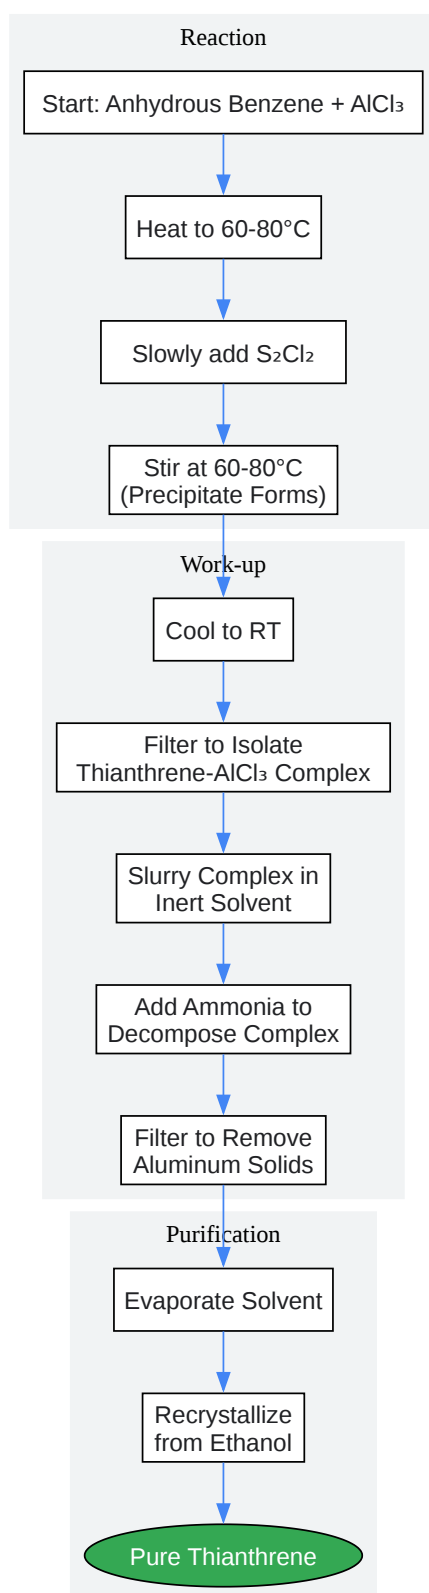 Reaction
Start: Anhydrous Benzene + AlCl₃
Heat to 60-80°C
Slowly add S₂Cl₂
Stir at 60-80°C
(Precipitate Forms)
Work-up
Cool to RT
Filter to Isolate
Thianthrene-AlCl₃ Complex
Slurry Complex in
Inert Solvent
Add Ammonia to
Decompose Complex
Filter to Remove
Aluminum Solids
Purification
Evaporate Solvent
Recrystallize
from Ethanol
Pure Thianthrene